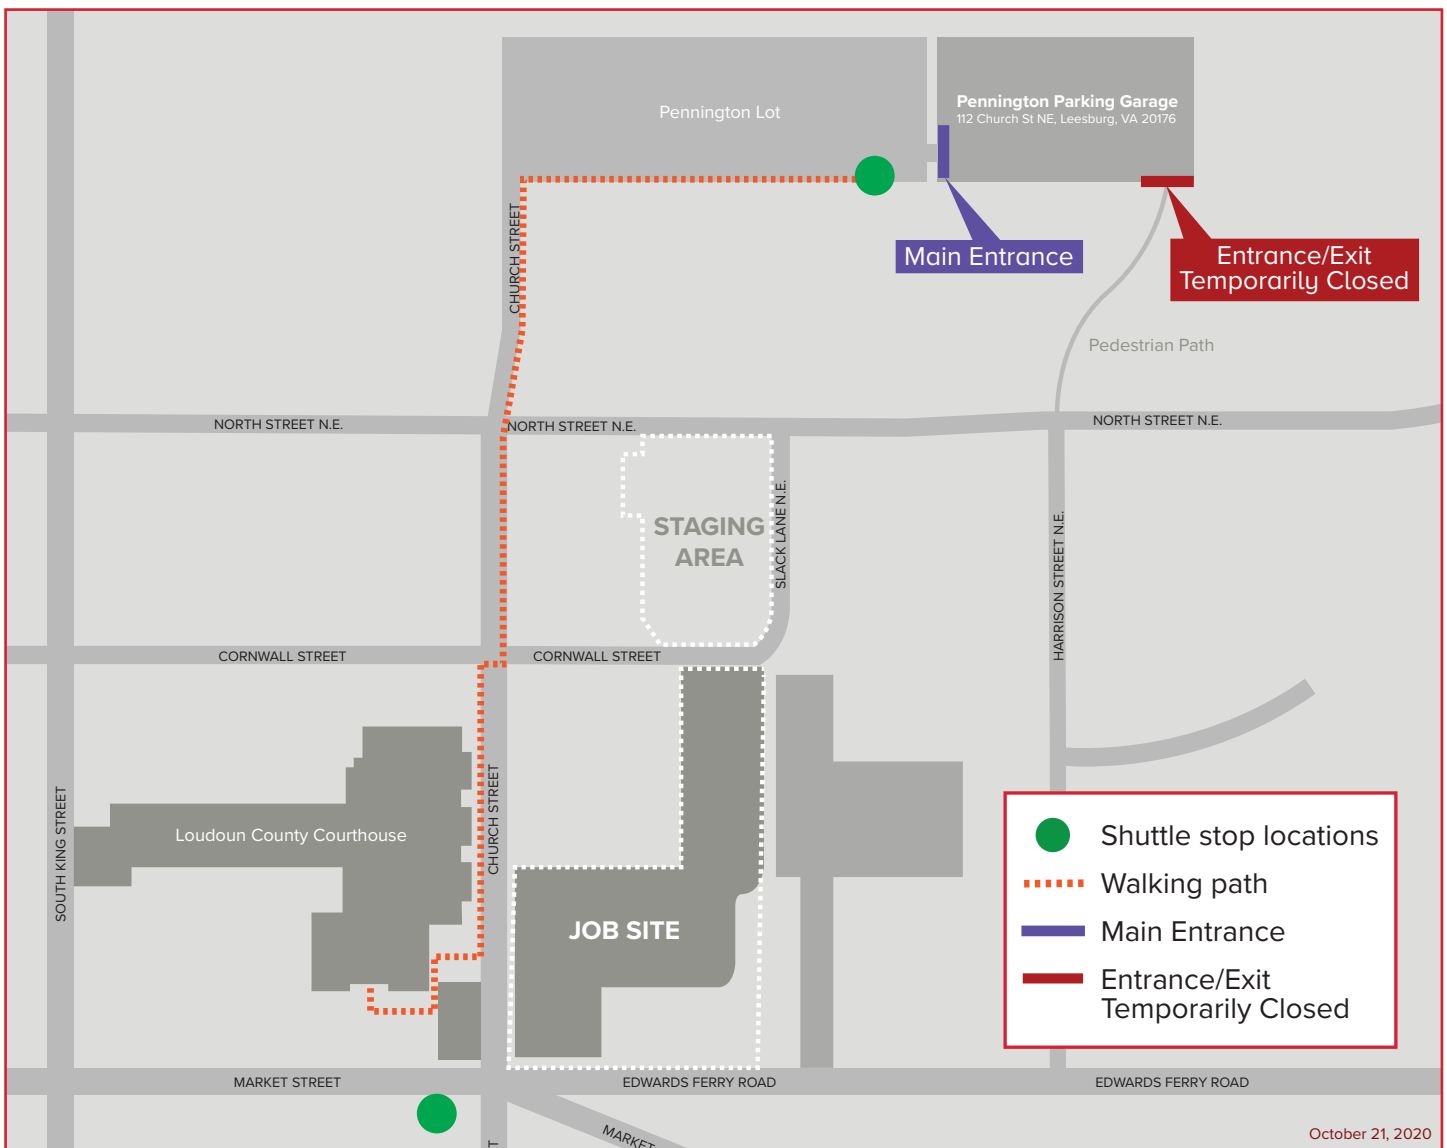 Pennington Lot
Pennington Parking Garage
112 Church St NE, Leesburg, VA 20176
Main Entrance
Entrance/Exit
Temporarily Closed
CHURCH STREET
Pedestrian Path
NORTH STREET N.E.
NORTH STREET N.E.
NORTH STREET N.E.
STAGING
AREA
SLACK LANE N.E.
HARRISON STREET N.E.
CORNWALL STREET
CORNWALL STREET
SOUTH KING STREET
Loudoun County Courthouse
CHURCH STREET
JOB SITE
Shuttle stop locations
Walking path
Main Entrance
Entrance/Exit
Temporarily Closed
MARKET STREET
EDWARDS FERRY ROAD
EDWARDS FERRY ROAD
MARKET
October 21, 2020